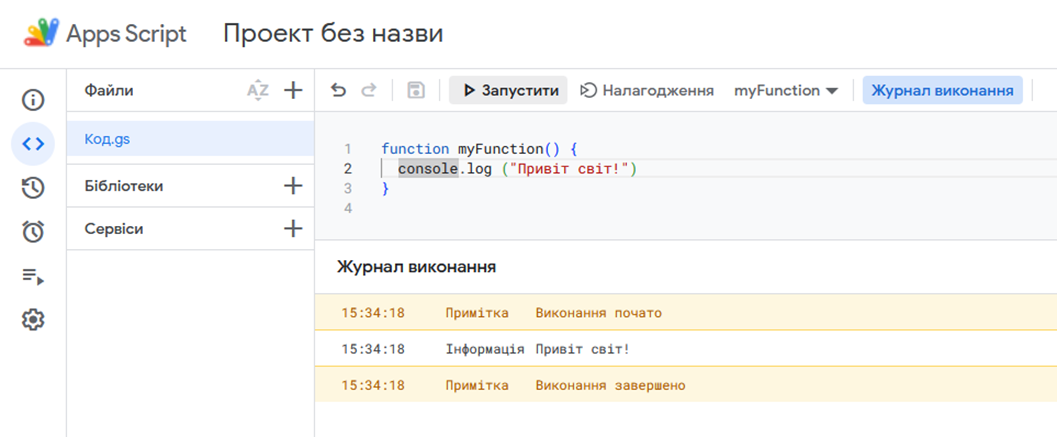 Apps Script Проект без назви
Файли AZ
Запустити Налагодження myFunction Журнал виконання
Код.gs
Бібліотеки
Сервіси
1 function myFunction() {
2 console.log ("Привіт світ!")
3 }
4
Журнал виконання
15:34:18 Примітка Виконання почато
15:34:18 Інформація Привіт світ!
15:34:18 Примітка Виконання завершено